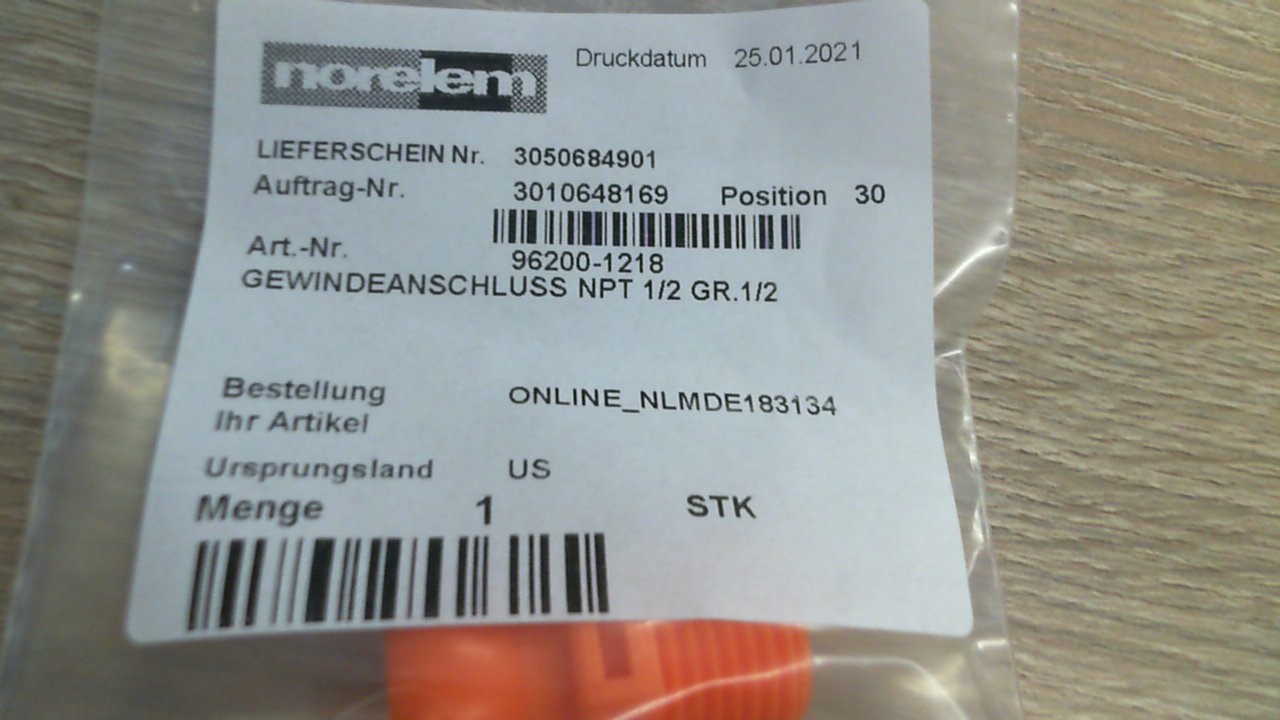 norelem Druckdatum 25.01.2021
LIEFERSCHEIN Nr. 3050684901
Auftrag-Nr. 3010648169 Position 30
Art.-Nr. 96200-1218
GEWINDEANSCHLUSS NPT 1/2 GR.1/2
Bestellung ONLINE_NLMDE183134
Ihr Artikel
Ursprungsland US
Menge 1 STK